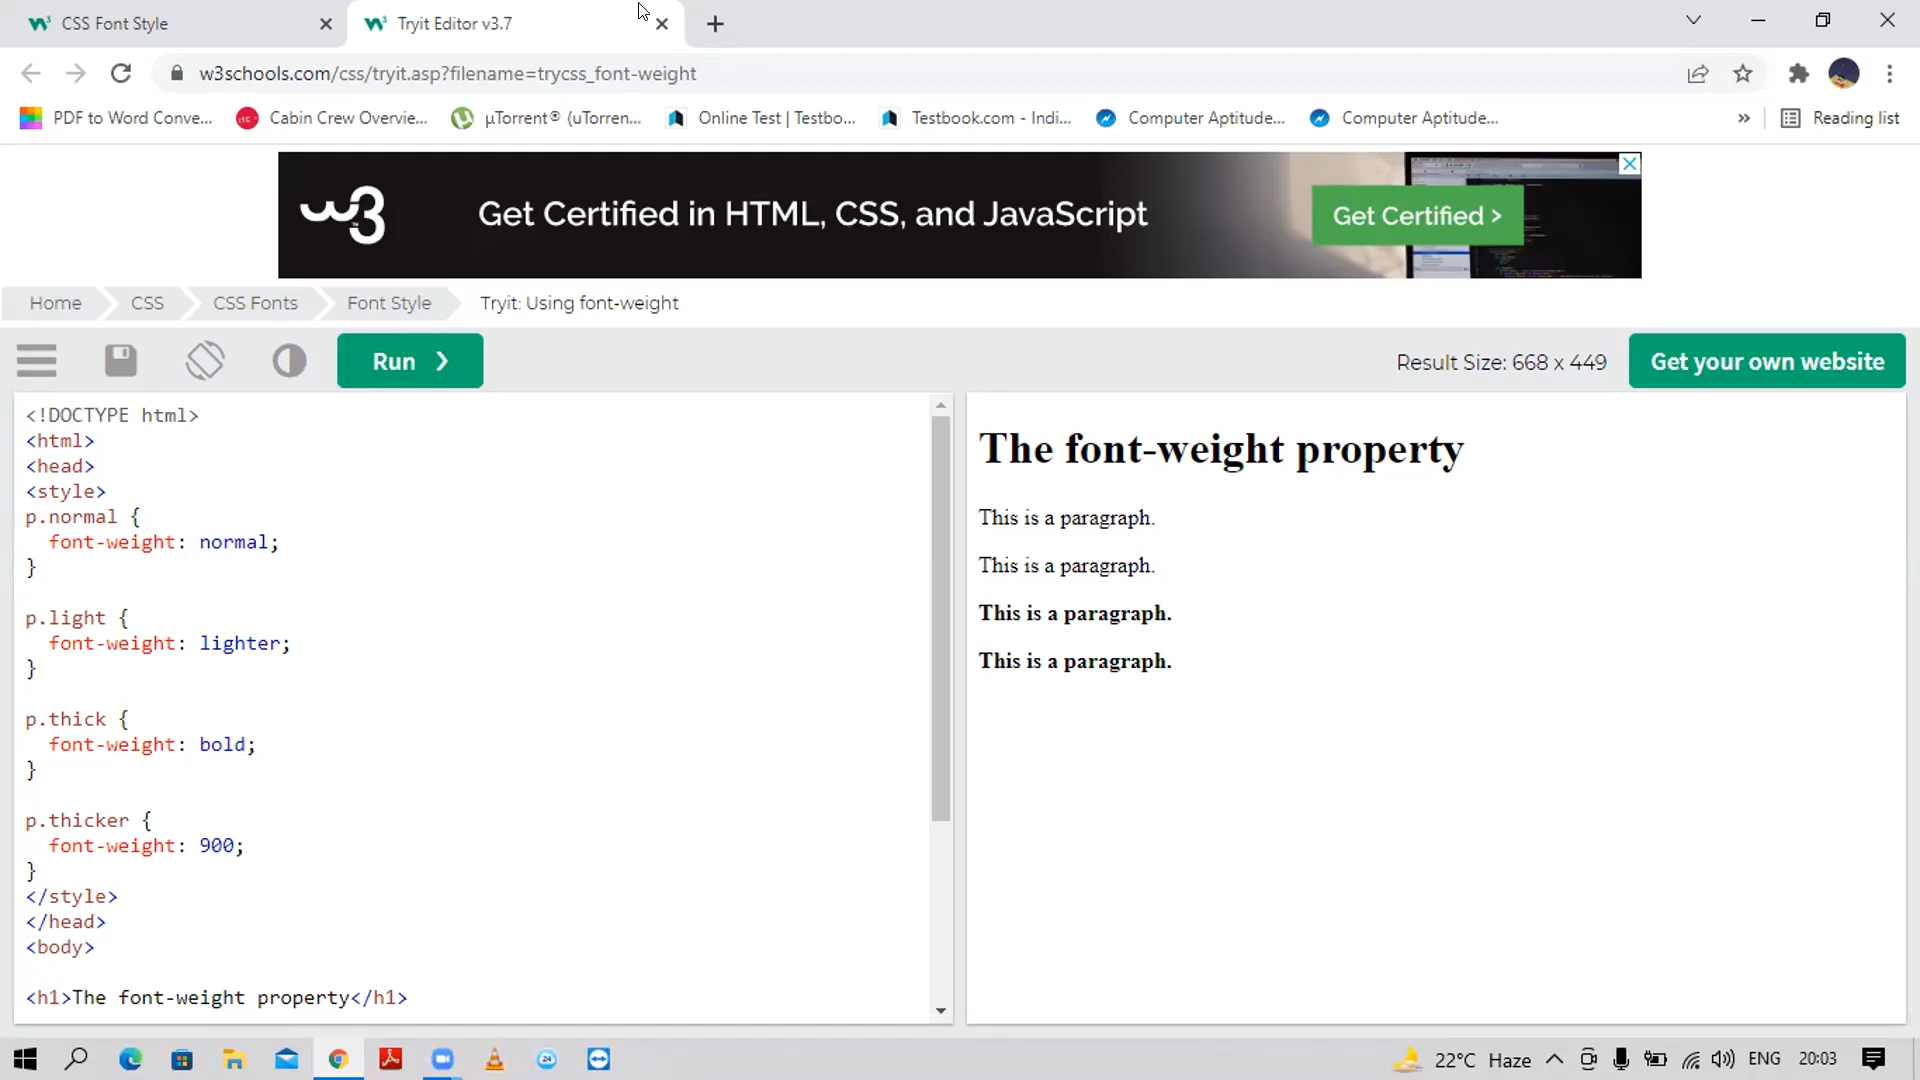 CSS Font Style
Tryit Editor v3.7
w3schools.com/css/tryit.asp?filename=trycss_font-weight
PDF to Word Conve...
Cabin Crew Overvie...
µTorrent® (uTorren...
Online Test | Testbo...
Testbook.com - Indi...
Computer Aptitude...
Computer Aptitude...
»
Reading list
w3
Get Certified in HTML, CSS, and JavaScript
Get Certified >
Home
CSS
CSS Fonts
Font Style
Tryit: Using font-weight
Run ❯
Result Size: 668 x 449
Get your own website
<!DOCTYPE html>
<html>
<head>
<style>
p.normal {
  font-weight: normal;
}
p.light {
  font-weight: lighter;
}
p.thick {
  font-weight: bold;
}
p.thicker {
  font-weight: 900;
}
</style>
</head>
<body>
<h1>The font-weight property</h1>
The font-weight property
This is a paragraph.
This is a paragraph.
This is a paragraph.
This is a paragraph.
22°C Haze
ENG
20:03